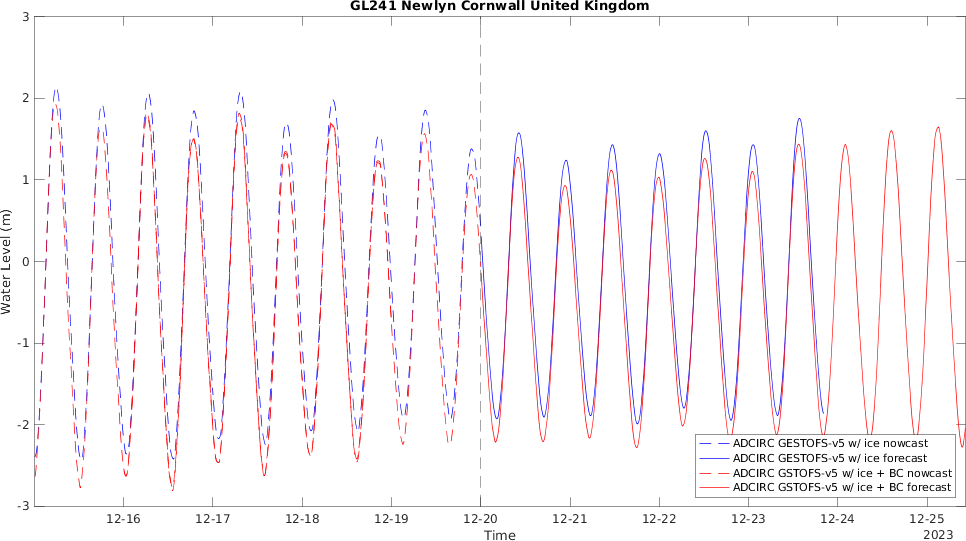 GL241 Newlyn Cornwall United Kingdom
3
2
1
0
-1
-2
-3
Water Level (m)
12-16 12-17 12-18 12-19 12-20 12-21 12-22 12-23 12-24 12-25
Time
2023
ADCIRC GESTOFS-v5 w/ ice nowcast
ADCIRC GESTOFS-v5 w/ ice forecast
ADCIRC GSTOFS-v5 w/ ice + BC nowcast
ADCIRC GSTOFS-v5 w/ ice + BC forecast